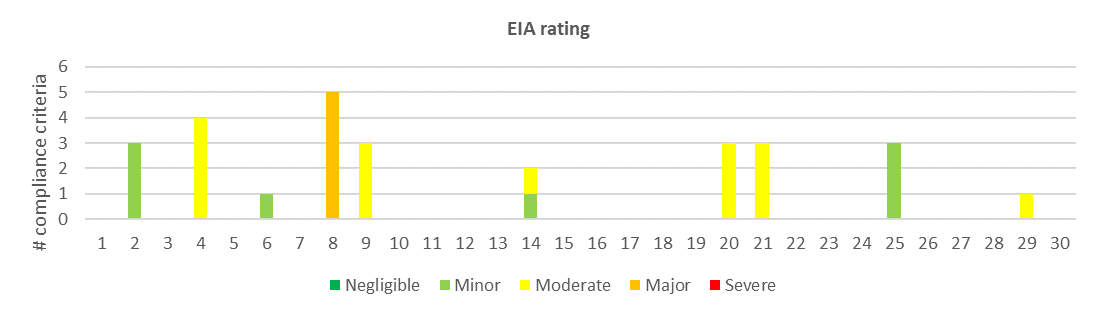 EIA rating
# compliance criteria
6
5
4
3
2
1
0
1 2 3 4 5 6 7 8 9 10 11 12 13 14 15 16 17 18 19 20 21 22 23 24 25 26 27 28 29 30
Negligible Minor Moderate Major Severe